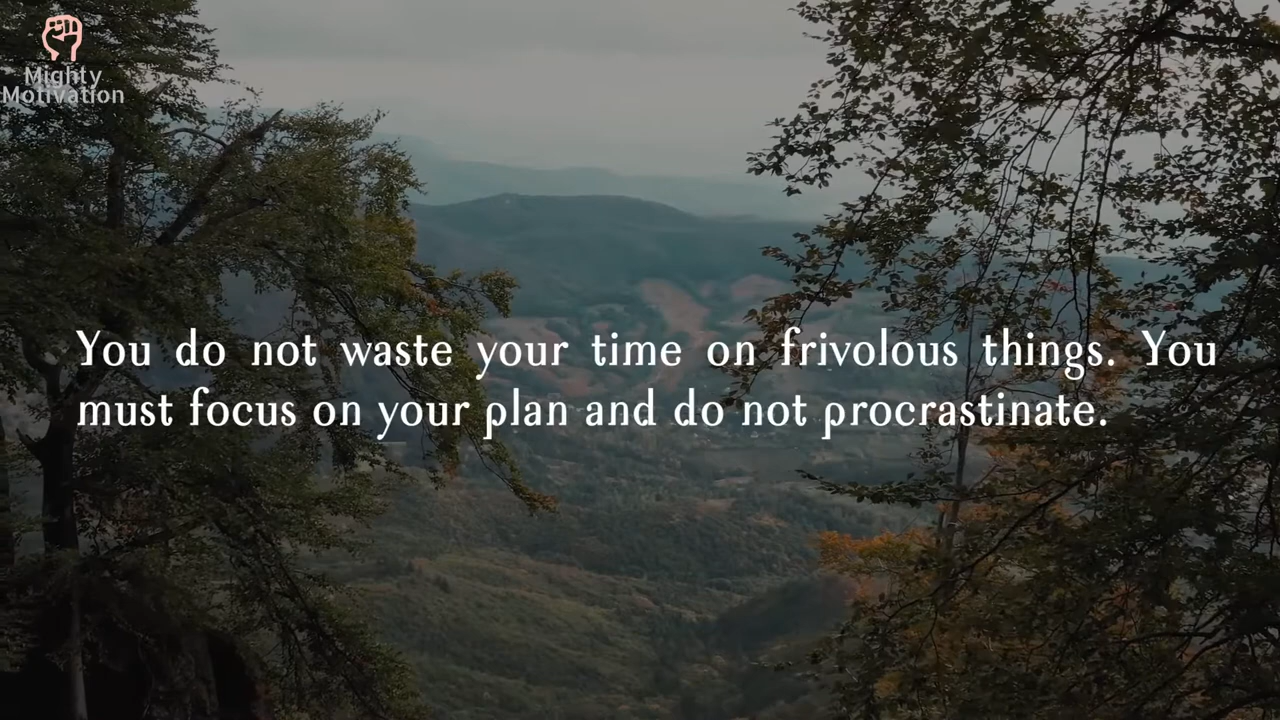 Mighty
Motivation
You do not waste your time on frivolous things. You
must focus on your plan and do not procrastinate.